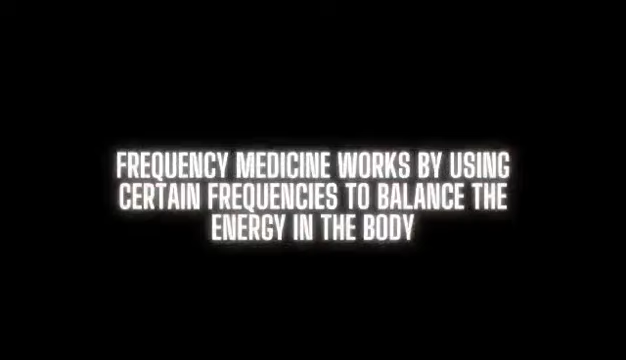 FREQUENCY MEDICINE WORKS BY USING
CERTAIN FREQUENCIES TO BALANCE THE
ENERGY IN THE BODY